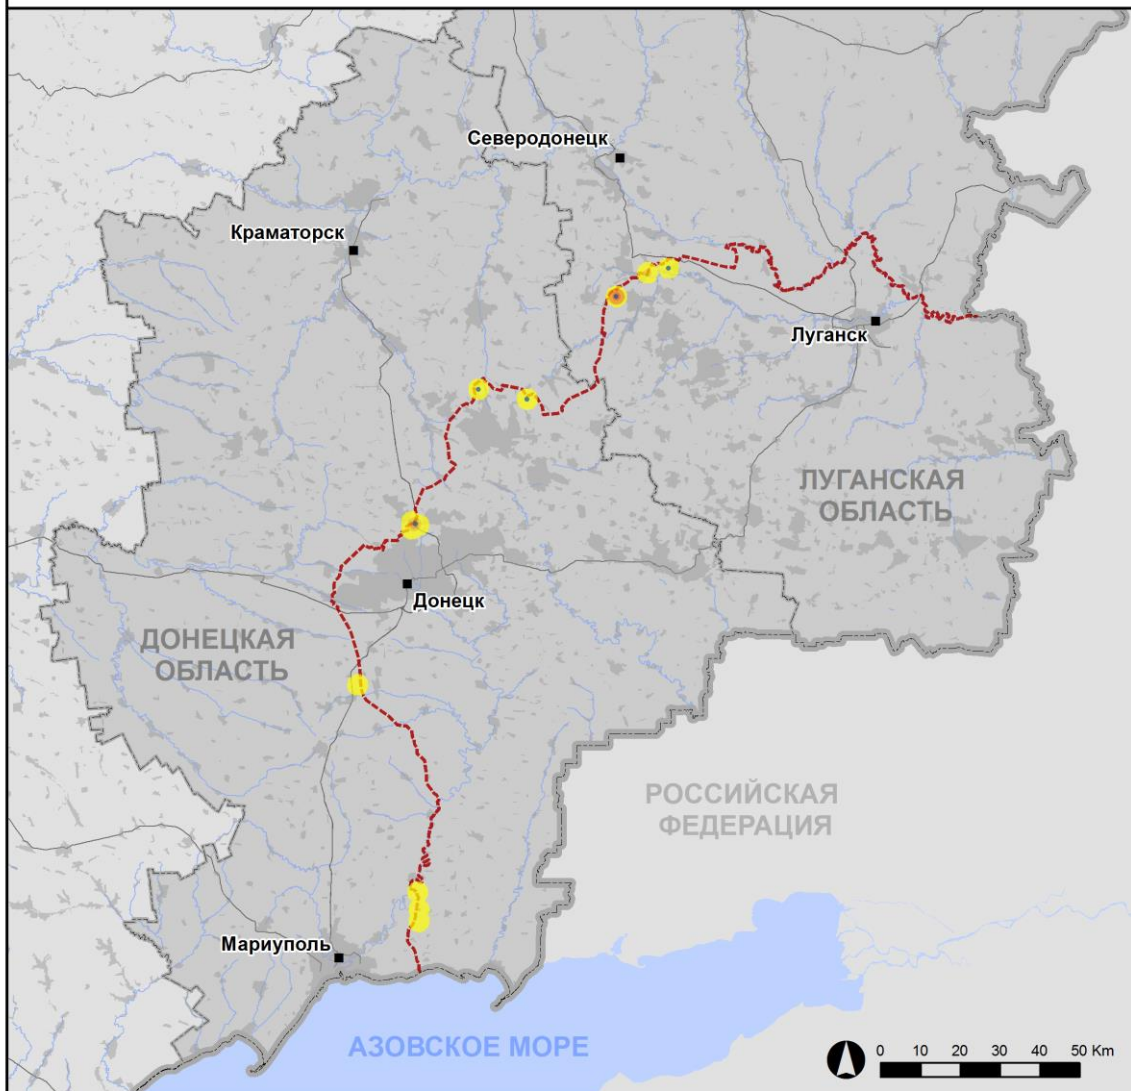 Северодонецк
Краматорск
Луганск
ЛУГАНСКАЯ
ОБЛАСТЬ
Донецк
ДОНЕЦКАЯ
ОБЛАСТЬ
РОССИЙСКАЯ
ФЕДЕРАЦИЯ
Мариуполь
АЗОВСКОЕ МОРЕ
0 10 20 30 40 50 Km